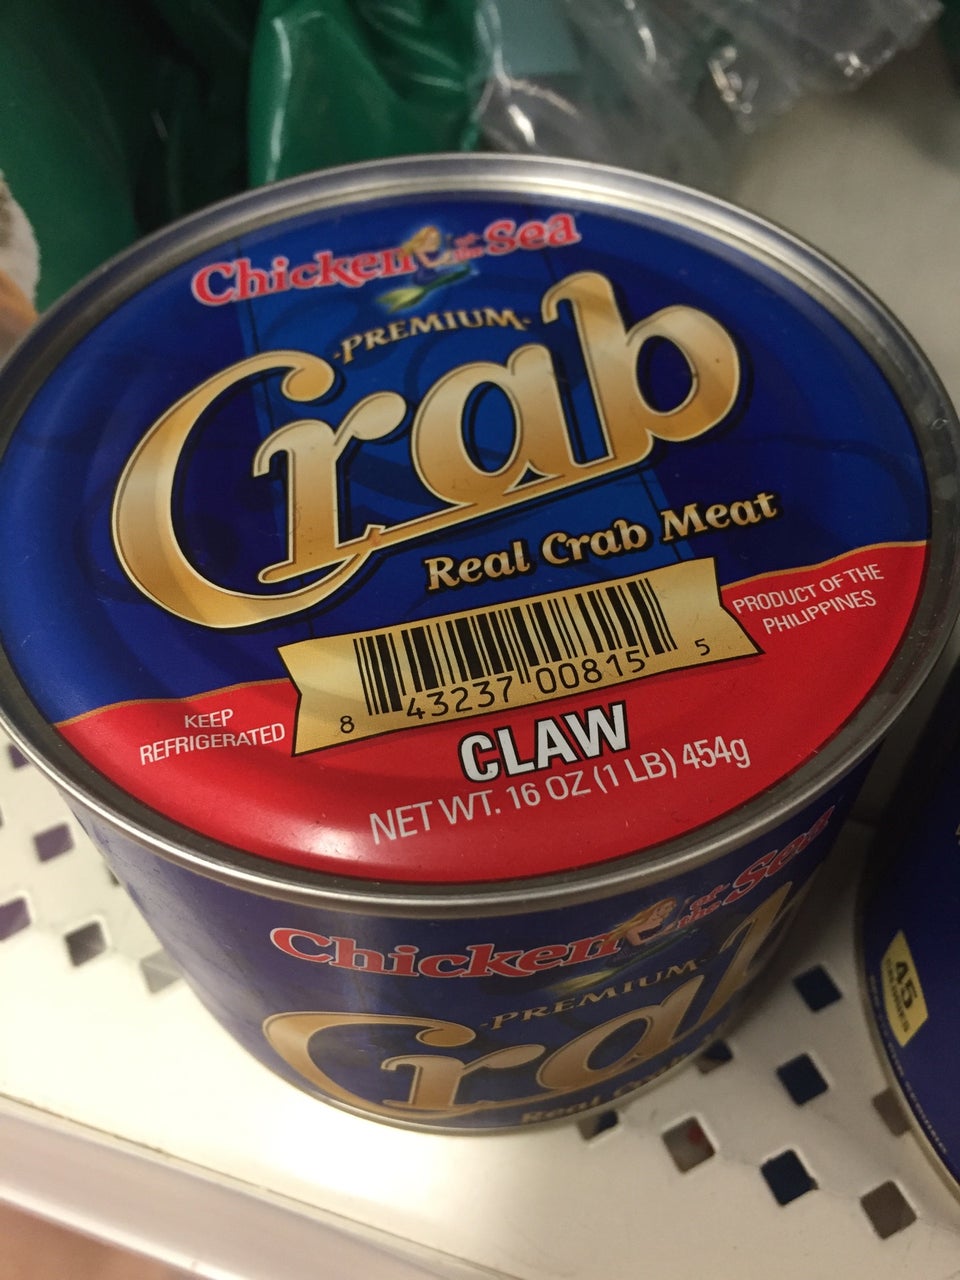 Chicken of the Sea
PREMIUM
Crab
Real Crab Meat
PRODUCT OF THE
PHILIPPINES
8 43237 00815 5
KEEP
REFRIGERATED
CLAW
NET WT. 16 OZ (1 LB) 454g
Chicken of the Sea
PREMIUM
Crab
Real
45